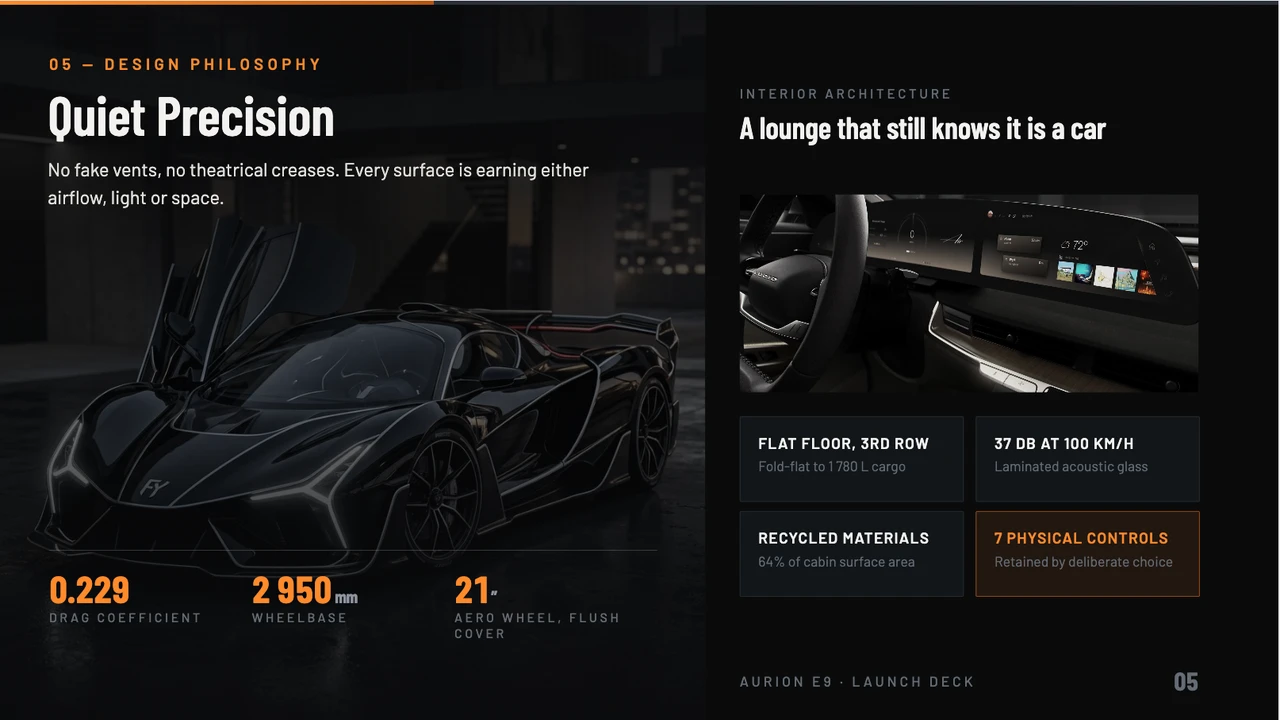 05 — DESIGN PHILOSOPHY
Quiet Precision
No fake vents, no theatrical creases. Every surface is earning either
airflow, light or space.
FY
0.229
DRAG COEFFICIENT
2 950 mm
WHEELBASE
21″
AERO WHEEL, FLUSH
COVER
INTERIOR ARCHITECTURE
A lounge that still knows it is a car
72°
FLAT FLOOR, 3RD ROW
Fold-flat to 1 780 L cargo
37 DB AT 100 KM/H
Laminated acoustic glass
RECYCLED MATERIALS
64% of cabin surface area
7 PHYSICAL CONTROLS
Retained by deliberate choice
AURION E9 · LAUNCH DECK
05